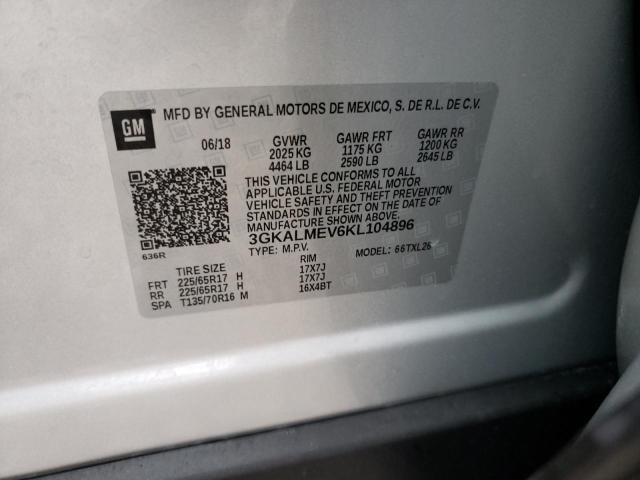 GM
MFD BY GENERAL MOTORS DE MEXICO, S. DE R.L. DE C.V.
06/18 GVWR GAWR FRT GAWR RR
2025 KG 1175 KG 1200 KG
4464 LB 2590 LB 2645 LB
THIS VEHICLE CONFORMS TO ALL
APPLICABLE U.S. FEDERAL MOTOR
VEHICLE SAFETY AND THEFT PREVENTION
STANDARDS IN EFFECT ON THE DATE OF
MANUFACTURE SHOWN ABOVE.
3GKALMEV6KL104896
TYPE: M.P.V. MODEL: 66TXL26
636R
TIRE SIZE RIM
FRT 225/65R17 H 17X7J
RR 225/65R17 H 17X7J
SPA T135/70R16 M 16X4BT